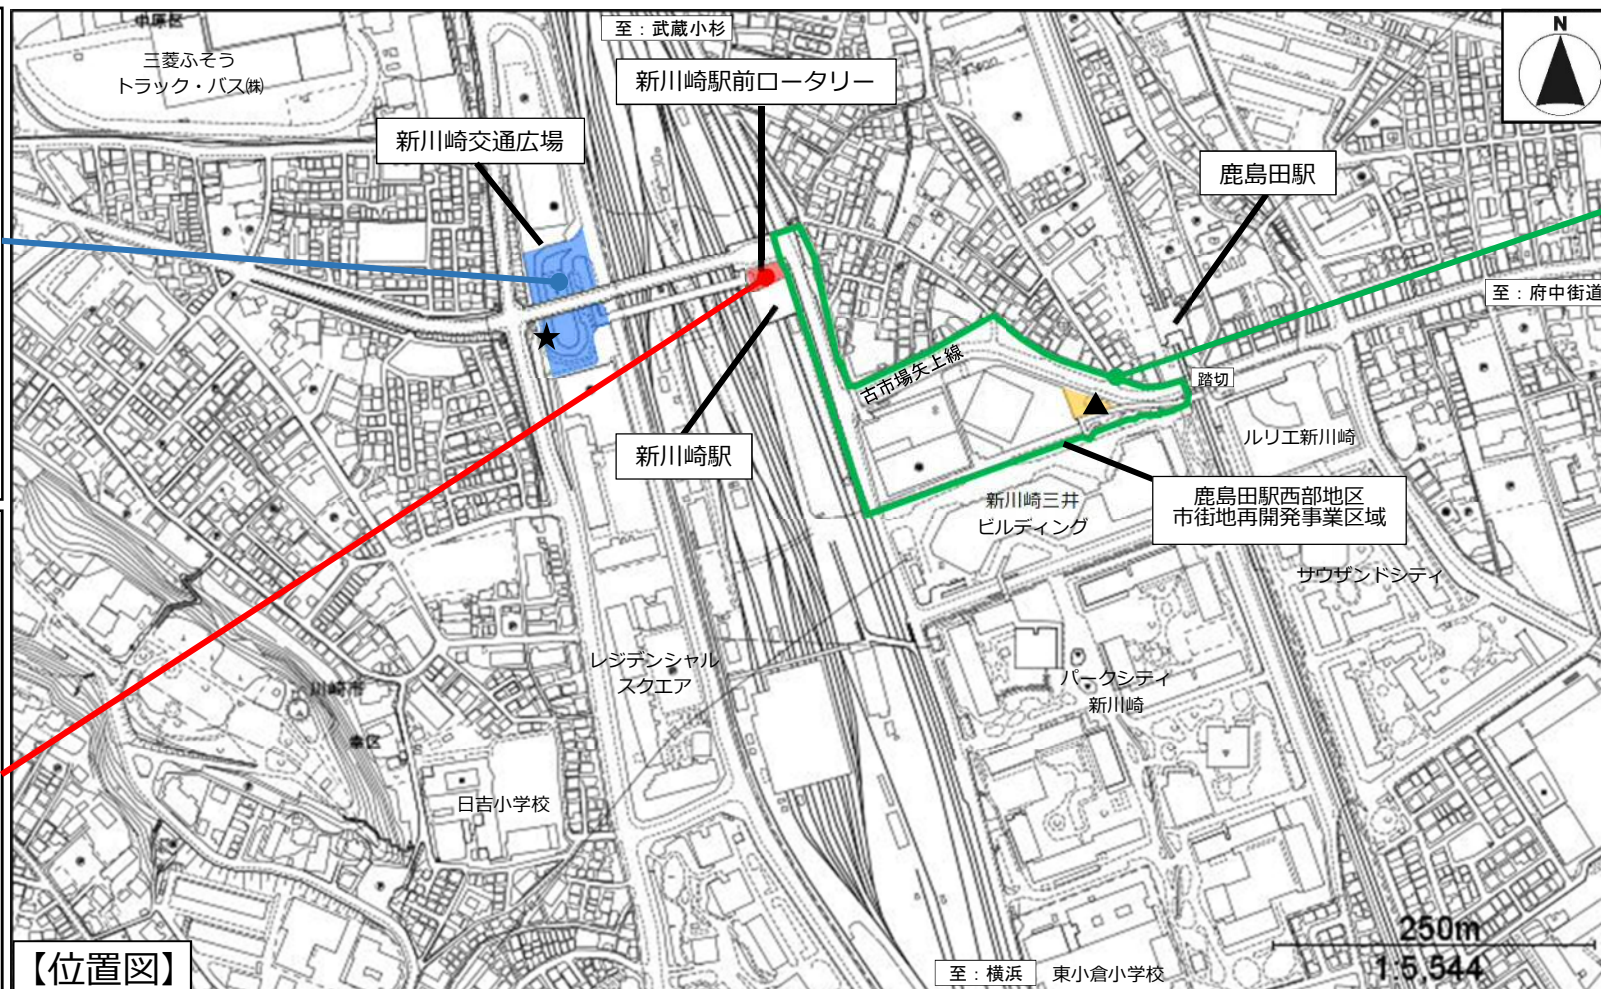 中原区
至：武蔵小杉
N
三菱ふそう
トラック・バス㈱
新川崎駅前ロータリー
新川崎交通広場
鹿島田駅
至：府中街道
古市場矢上線
踏切
新川崎駅
ルリエ新川崎
新川崎三井
ビルディング
鹿島田駅西部地区
市街地再開発事業区域
サウザンドシティ
レジデンシャル
スクエア
パークシティ
新川崎
川崎市
幸区
日吉小学校
250m
1:5,544
【位置図】
至：横浜
東小倉小学校